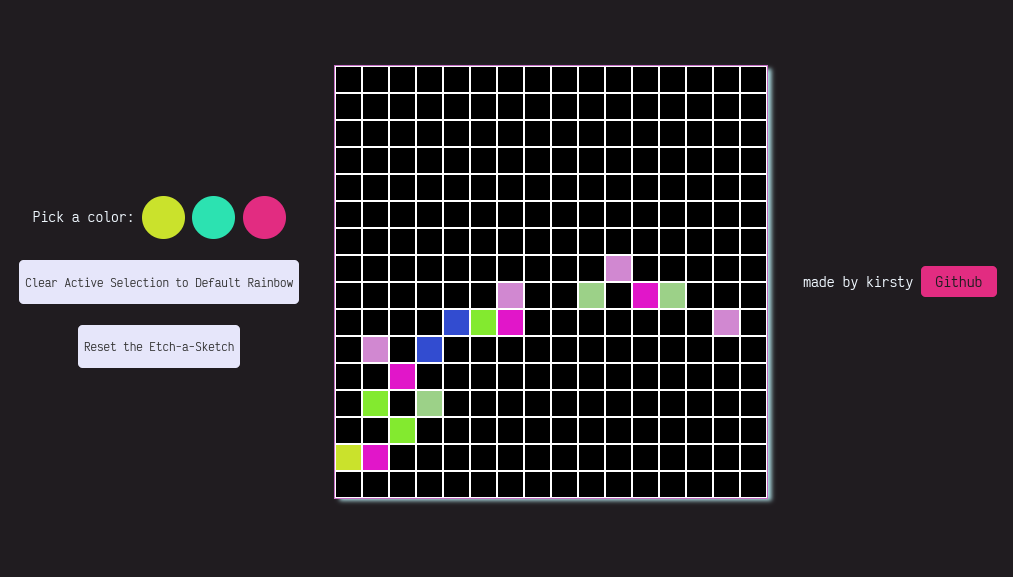 Pick a color:
Clear Active Selection to Default Rainbow
Reset the Etch-a-Sketch
made by kirsty Github